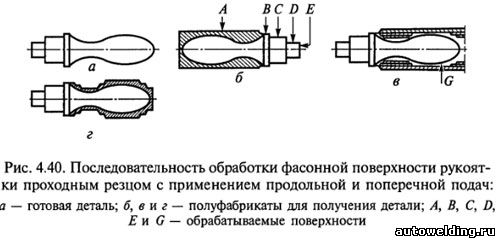 A B C D E
а б в G
г
Рис. 4.40. Последовательность обработки фасонной поверхности рукоят-
ки проходным резцом с применением продольной и поперечной подач:
а — готовая деталь; б, в и г — полуфабрикаты для получения детали; A, B, C, D,
E и G — обрабатываемые поверхности
http://autowelding.ru/